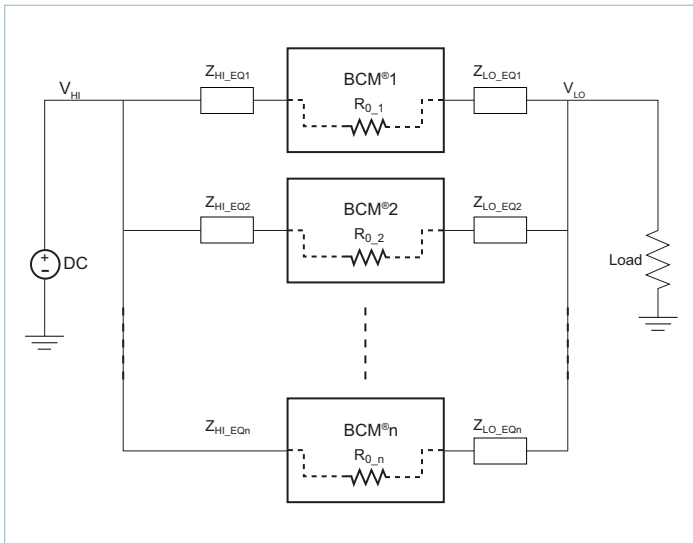 Z_HI_EQ1
BCM®1
Z_LO_EQ1
V_HI
R_0_1
V_LO
Z_HI_EQ2
BCM®2
Z_LO_EQ2
R_0_2
+
-
DC
Load
Z_HI_EQn
BCM®n
Z_LO_EQn
R_0_n